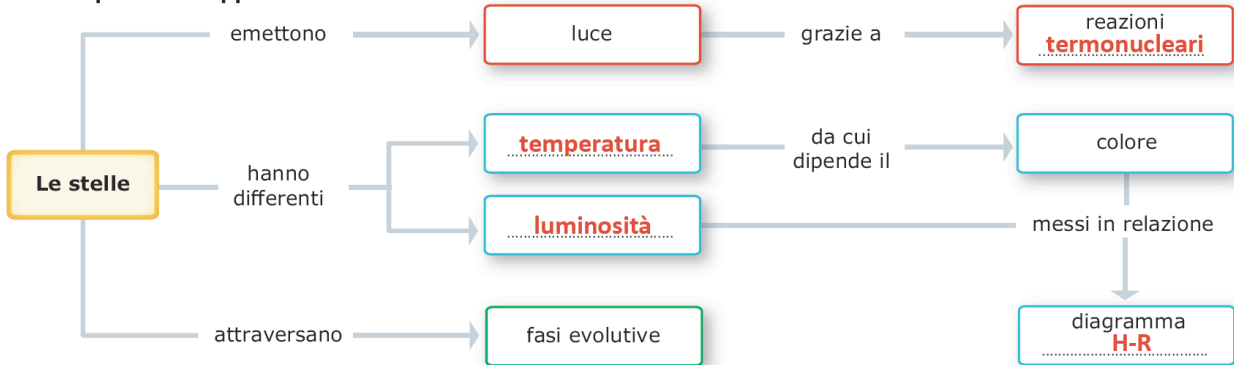 emettono
luce
grazie a
reazioni
termonucleari
Le stelle
hanno
differenti
temperatura
da cui
dipende il
colore
luminosità
messi in relazione
diagramma
H-R
attraversano
fasi evolutive